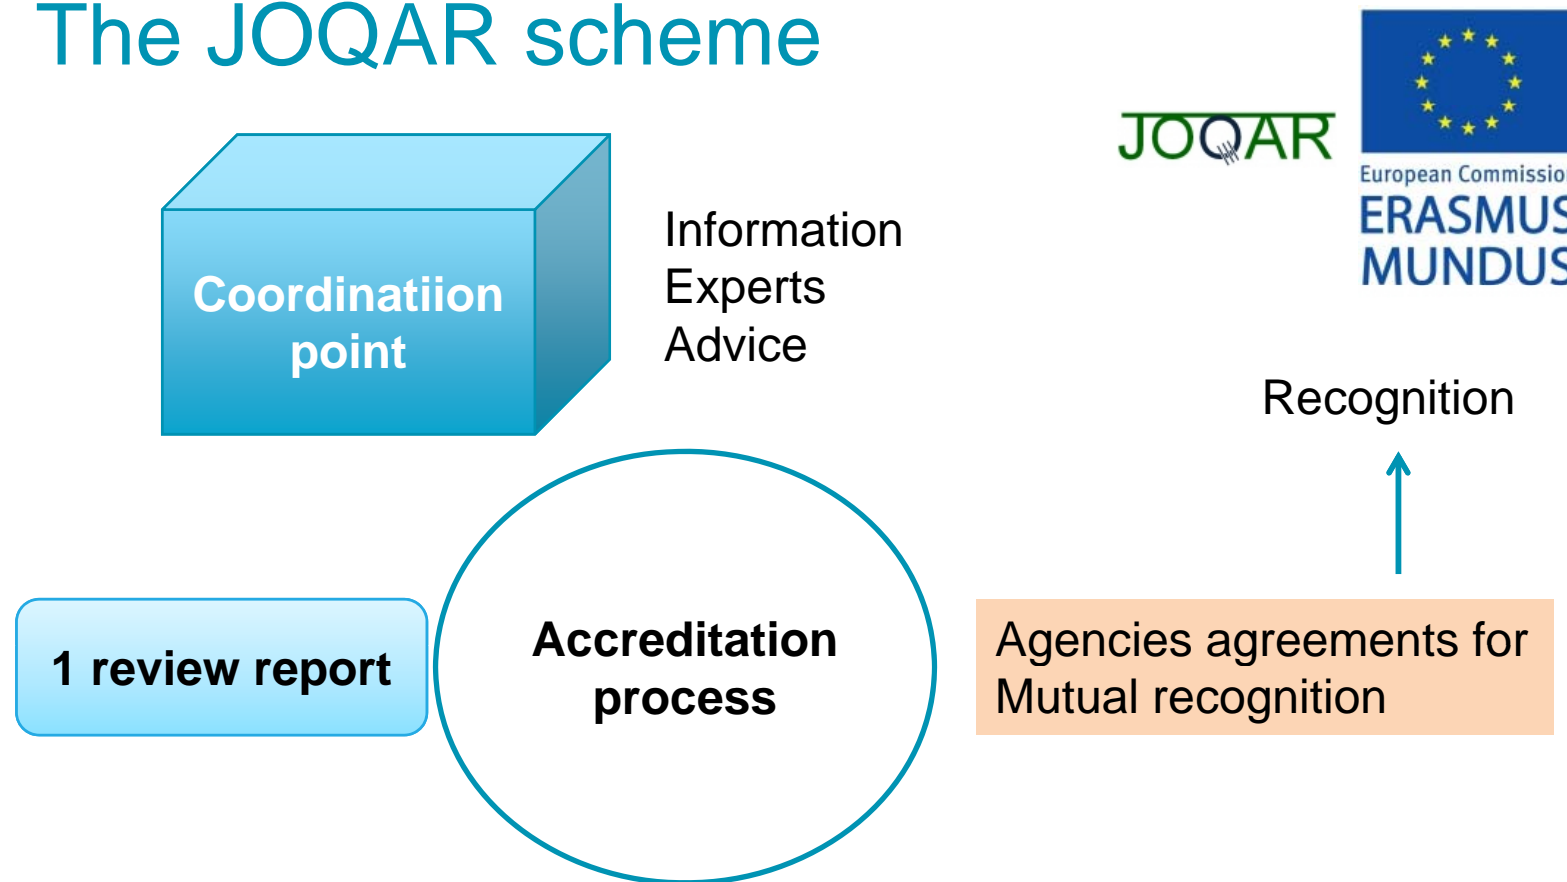 The JOQAR scheme
JOQAR
European Commission
ERASMUS
MUNDUS
Coordinatiion
point
Information
Experts
Advice
Recognition
1 review report
Accreditation
process
Agencies agreements for
Mutual recognition